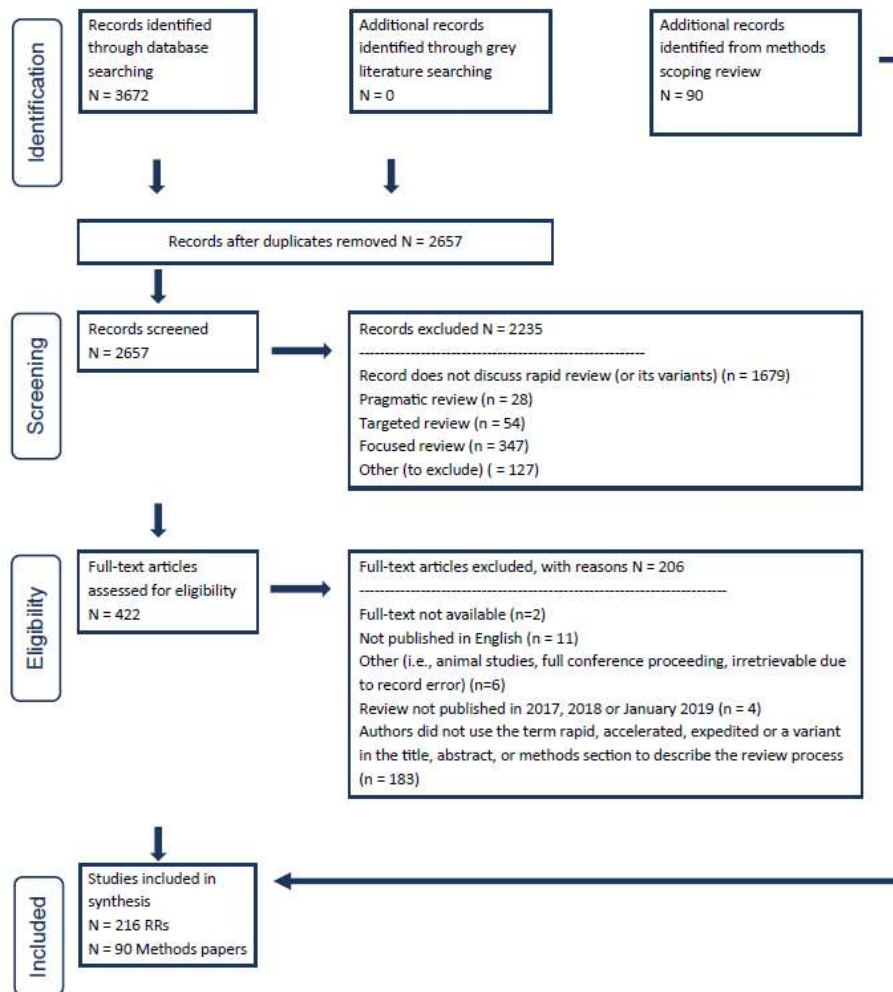 Identification
Records identified
through database
searching
N = 3672
Additional records
identified through grey
literature searching
N = 0
Additional records
identified from methods
scoping review
N = 90
Records after duplicates removed N = 2657
Screening
Records screened
N = 2657
Records excluded N = 2235
--------------------------------------------------------
Record does not discuss rapid review (or its variants) (n = 1679)
Pragmatic review (n = 28)
Targeted review (n = 54)
Focused review (n = 347)
Other (to exclude) ( = 127)
Eligibility
Full-text articles
assessed for eligibility
N = 422
Full-text articles excluded, with reasons N = 206
------------------------------------------------------------------------
Full-text not available (n=2)
Not published in English (n = 11)
Other (i.e., animal studies, full conference proceeding, irretrievable due
to record error) (n=6)
Review not published in 2017, 2018 or January 2019 (n = 4)
Authors did not use the term rapid, accelerated, expedited or a variant
in the title, abstract, or methods section to describe the review process
(n = 183)
Included
Studies included in
synthesis
N = 216 RRs
N = 90 Methods papers